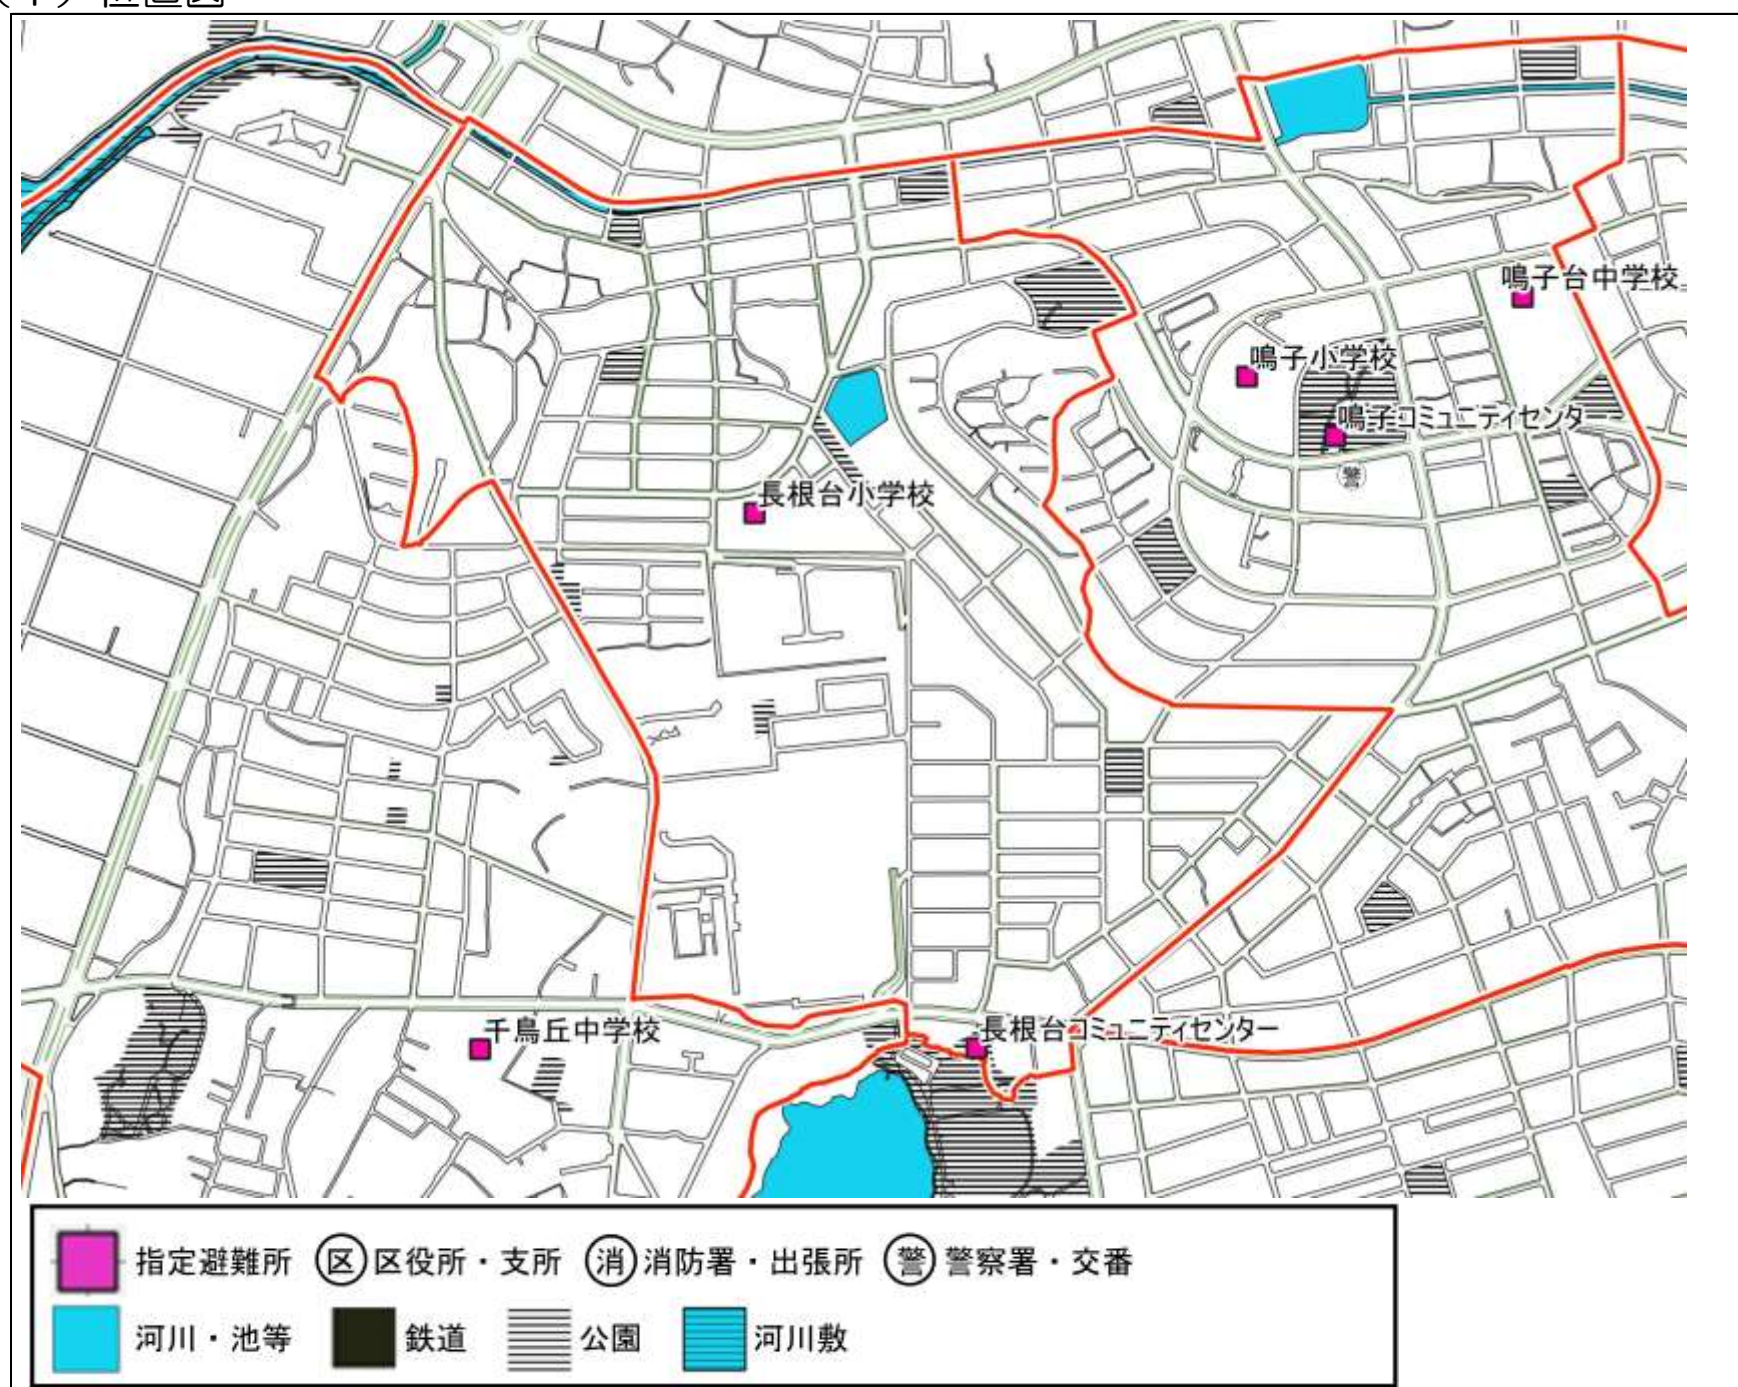 (イ) 位置図
鳴子台中学校
鳴子小学校
鳴子コミュニティセンタ
警
長根台小学校
千鳥丘中学校
長根台コミュニティセンター
指定避難所 区 区役所・支所 消 消防署・出張所 警 警察署・交番
河川・池等 鉄道 公園 河川敷